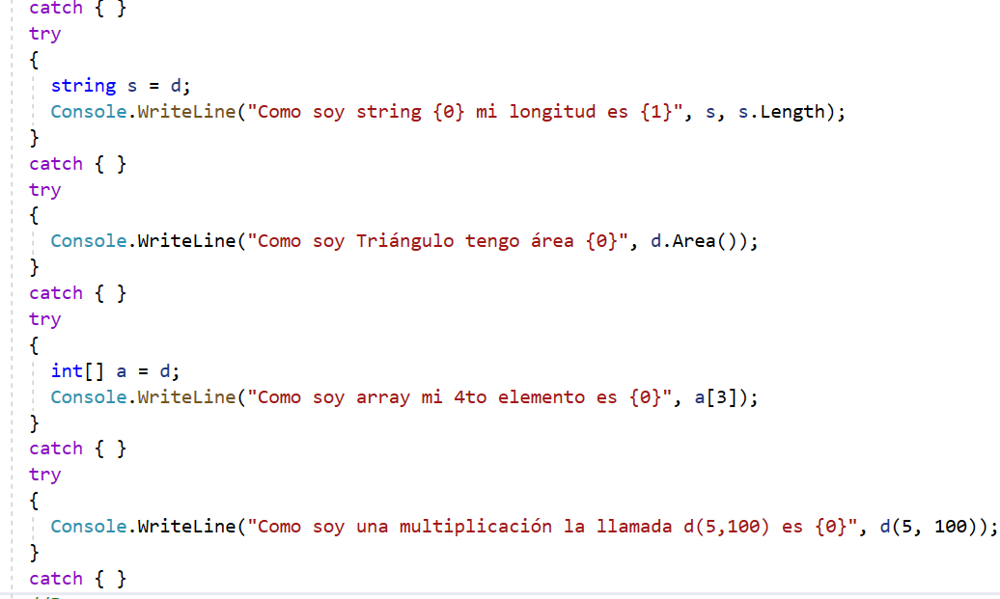 catch { }
try
{
string s = d;
Console.WriteLine("Como soy string {0} mi longitud es {1}", s, s.Length);
}
catch { }
try
{
Console.WriteLine("Como soy Triángulo tengo área {0}", d.Area());
}
catch { }
try
{
int[] a = d;
Console.WriteLine("Como soy array mi 4to elemento es {0}", a[3]);
}
catch { }
try
{
Console.WriteLine("Como soy una multiplicación la llamada d(5,100) es {0}", d(5, 100));
}
catch { }